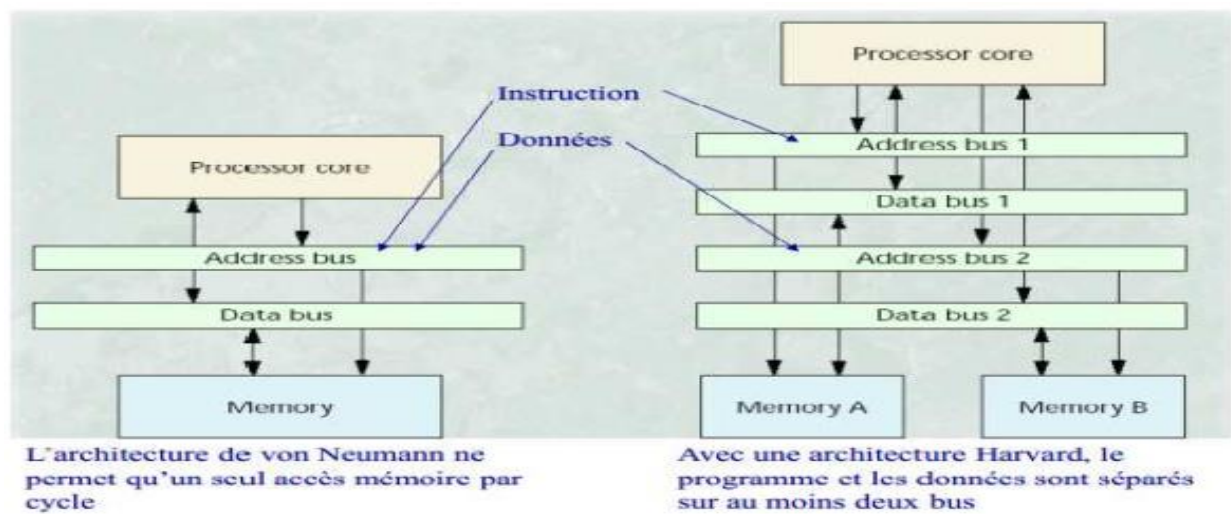 Processor core
Instruction
Address bus 1
Données
Processor core
Data bus 1
Address bus
Address bus 2
Data bus
Data bus 2
Memory
Memory A
Memory B
L'architecture de von Neumann ne
permet qu'un seul accès mémoire par
cycle
Avec une architecture Harvard, le
programme et les données sont séparés
sur au moins deux bus